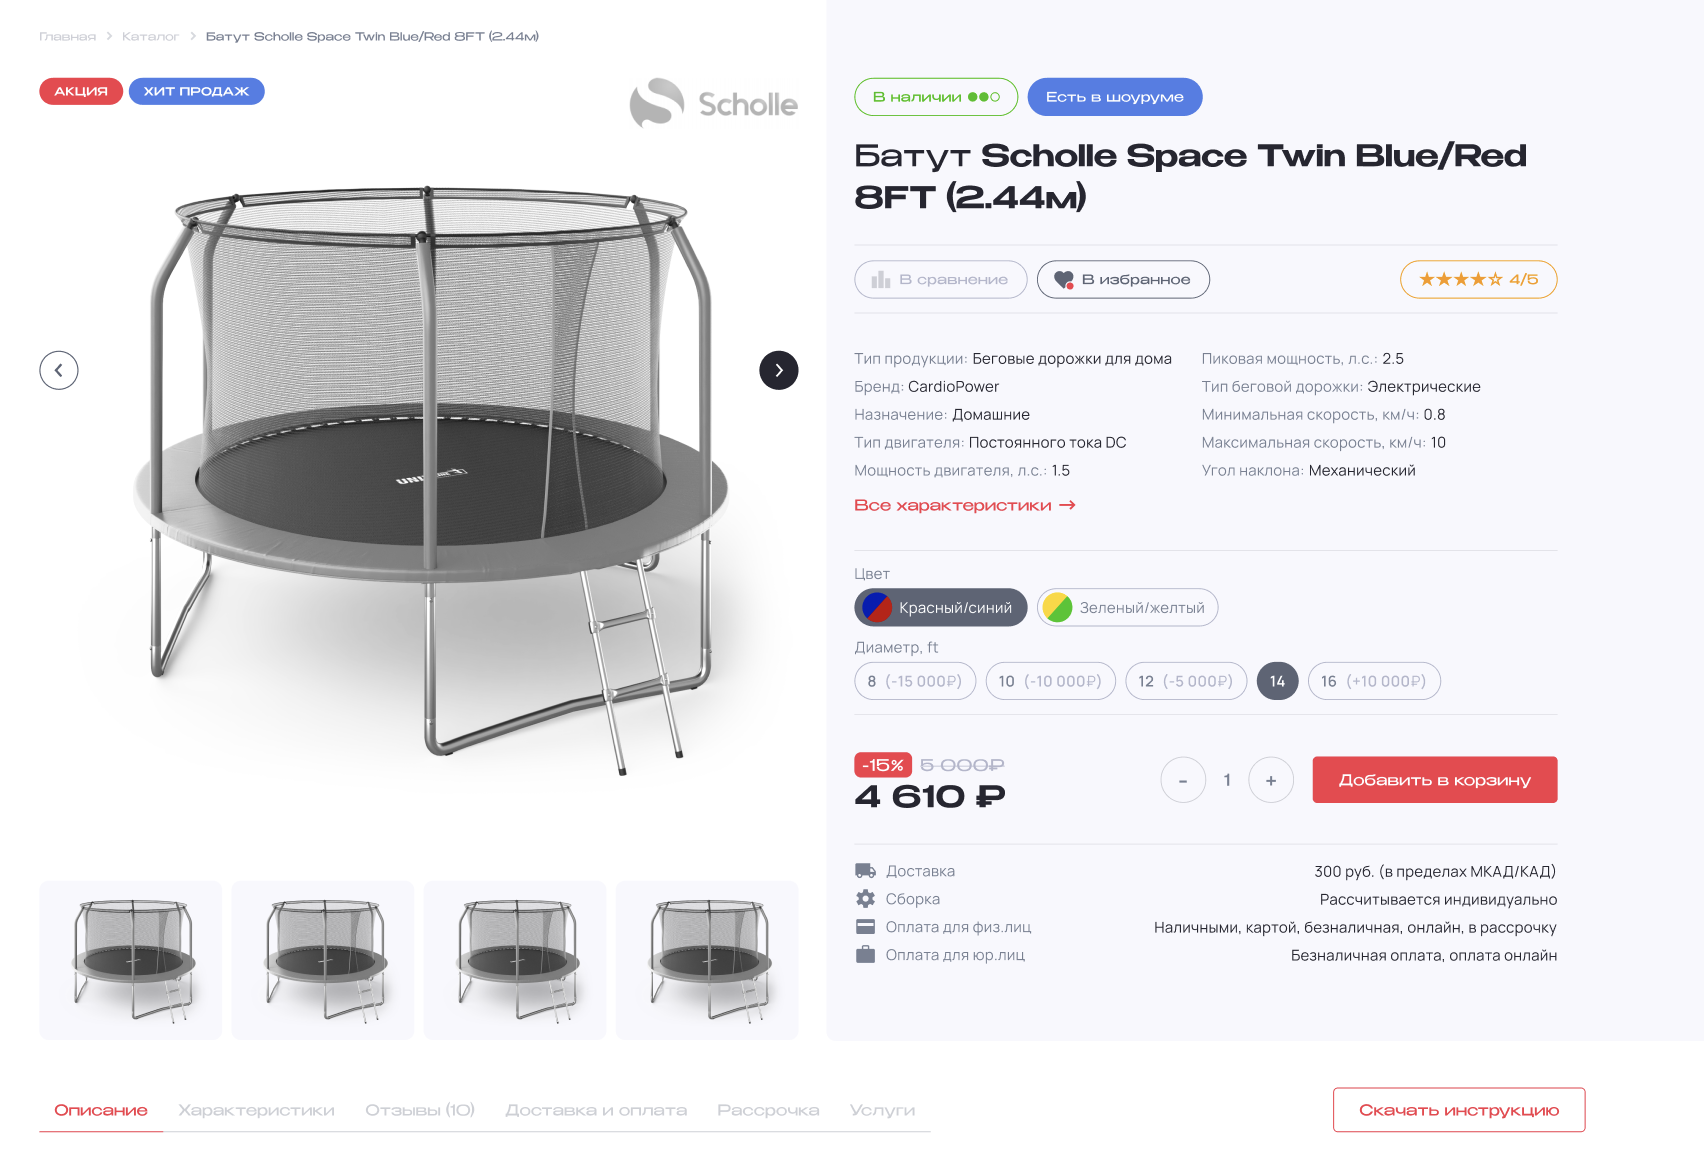 Главная > Каталог > Батут Scholle Space Twin Blue/Red 8FT (2.44м)
АКЦИЯ ХИТ ПРОДАЖ
Scholle
В наличии Есть в шоуруме
Батут Scholle Space Twin Blue/Red
8FT (2.44м)
В сравнение В избранное ★★★★☆ 4/5
Тип продукции: Беговые дорожки для дома
Бренд: CardioPower
Назначение: Домашние
Тип двигателя: Постоянного тока DC
Мощность двигателя, л.с.: 1.5
Пиковая мощность, л.с.: 2.5
Тип беговой дорожки: Электрические
Минимальная скорость, км/ч: 0.8
Максимальная скорость, км/ч: 10
Угол наклона: Механический
Все характеристики →
Цвет
Красный/синий Зеленый/желтый
Диаметр, ft
8 (-15 000₽) 10 (-10 000₽) 12 (-5 000₽) 14 16 (+10 000₽)
-15% 5 000₽
4 610 ₽
- 1 + Добавить в корзину
Доставка 300 руб. (в пределах МКАД/КАД)
Сборка Рассчитывается индивидуально
Оплата для физ.лиц Наличными, картой, безналичная, онлайн, в рассрочку
Оплата для юр.лиц Безналичная оплата, оплата онлайн
Описание Характеристики Отзывы (10) Доставка и оплата Рассрочка Услуги
Скачать инструкцию